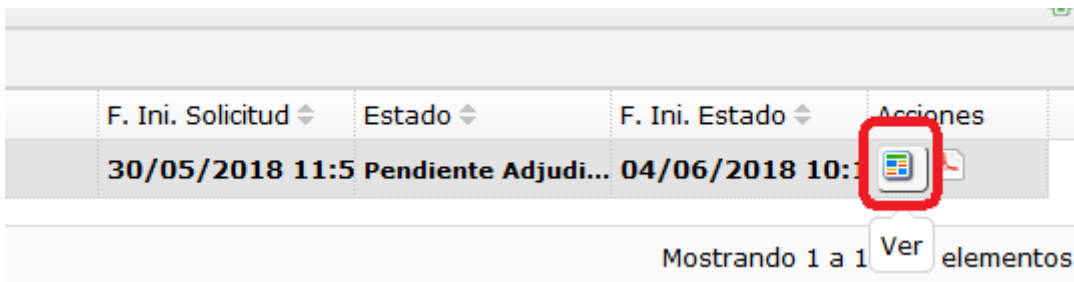 F. Ini. Solicitud Estado F. Ini. Estado Acciones
30/05/2018 11:5 Pendiente Adjudi... 04/06/2018 10:1
Ver
Mostrando 1 a 1 elementos